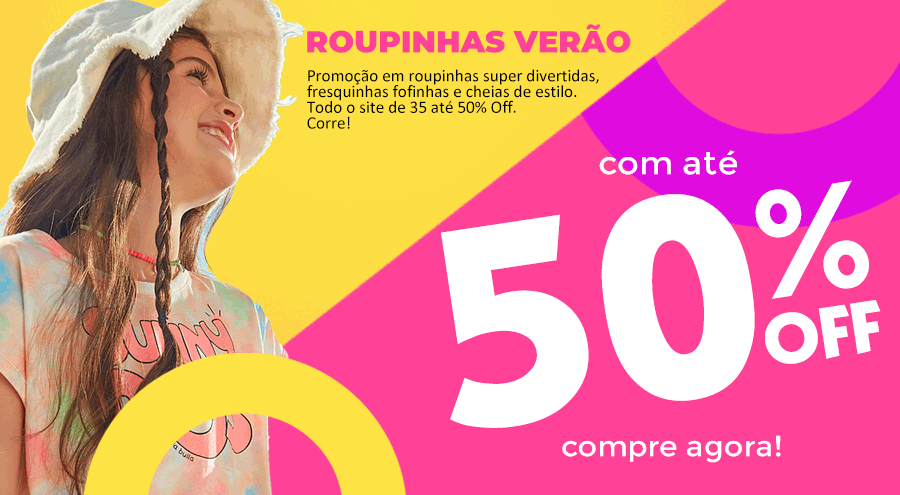 ROUPINHAS VERÃO
Promoção em roupinhas super divertidas,
fresquinhas fofinhas e cheias de estilo.
Todo o site de 35 até 50% Off.
Corre!
com até
50%
OFF
compre agora!